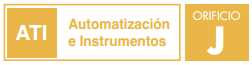 ATI
Automatización
e Instrumentos
ORIFICIO
J